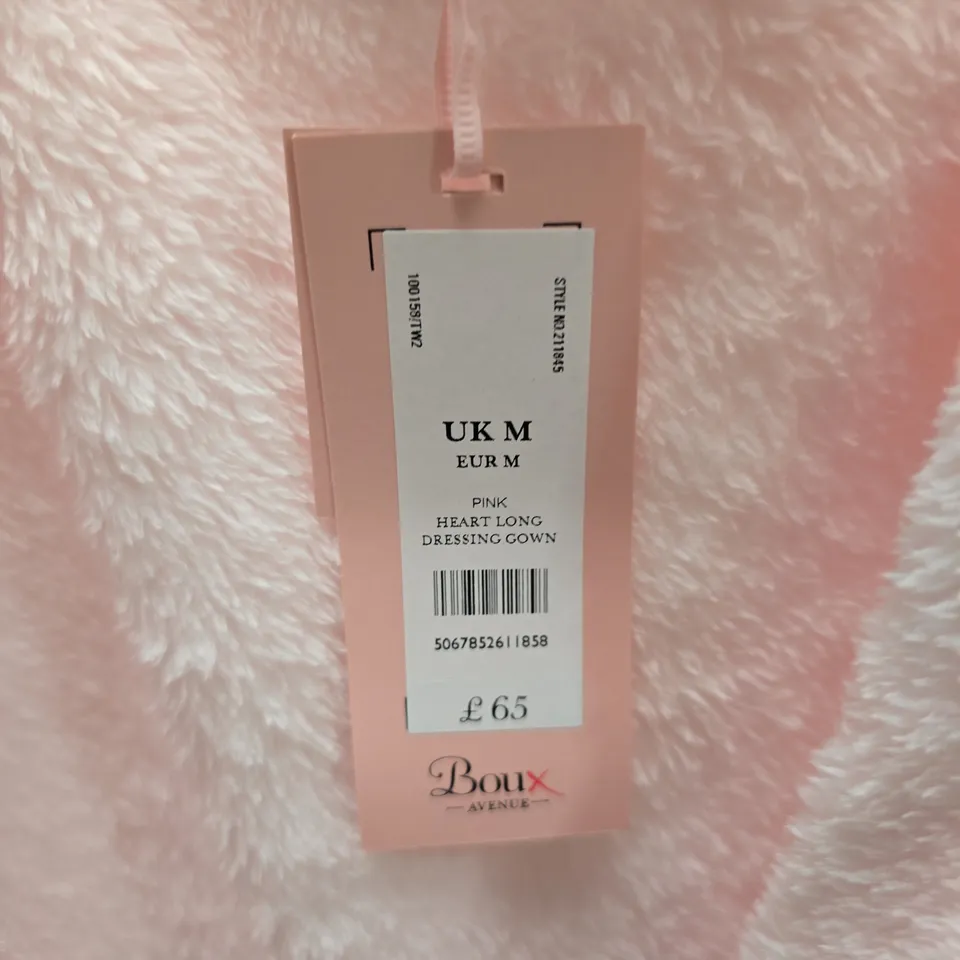 100158/TW2
STYLE NO.211845
UK M
EUR M
PINK
HEART LONG
DRESSING GOWN
5067852611858
£65
Boux
AVENUE